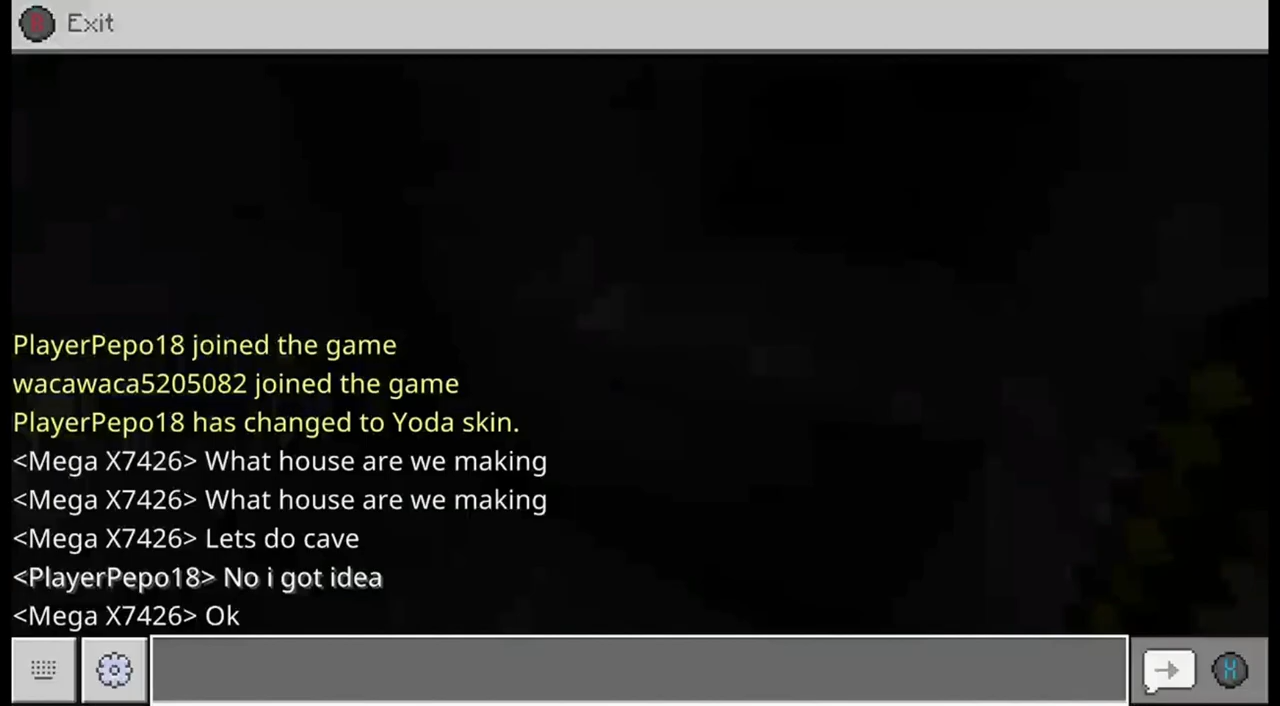 B Exit
PlayerPepo18 joined the game
wacawaca5205082 joined the game
PlayerPepo18 has changed to Yoda skin.
<Mega X7426> What house are we making
<Mega X7426> What house are we making
<Mega X7426> Lets do cave
<PlayerPepo18> No i got idea
<Mega X7426> Ok
X